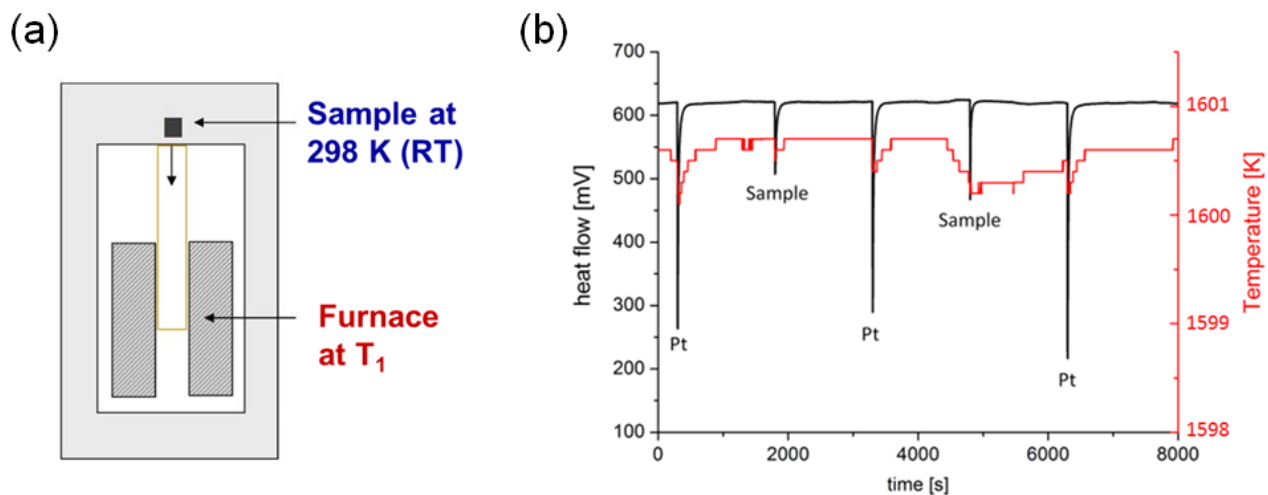 (a)
Sample at
298 K (RT)
Furnace
at T₁
(b)
heat flow [mV]
700
600
500
400
300
200
100
Pt
Sample
Pt
Sample
Pt
0
2000
4000
6000
8000
time [s]
1601
1600
1599
1598
Temperature [K]